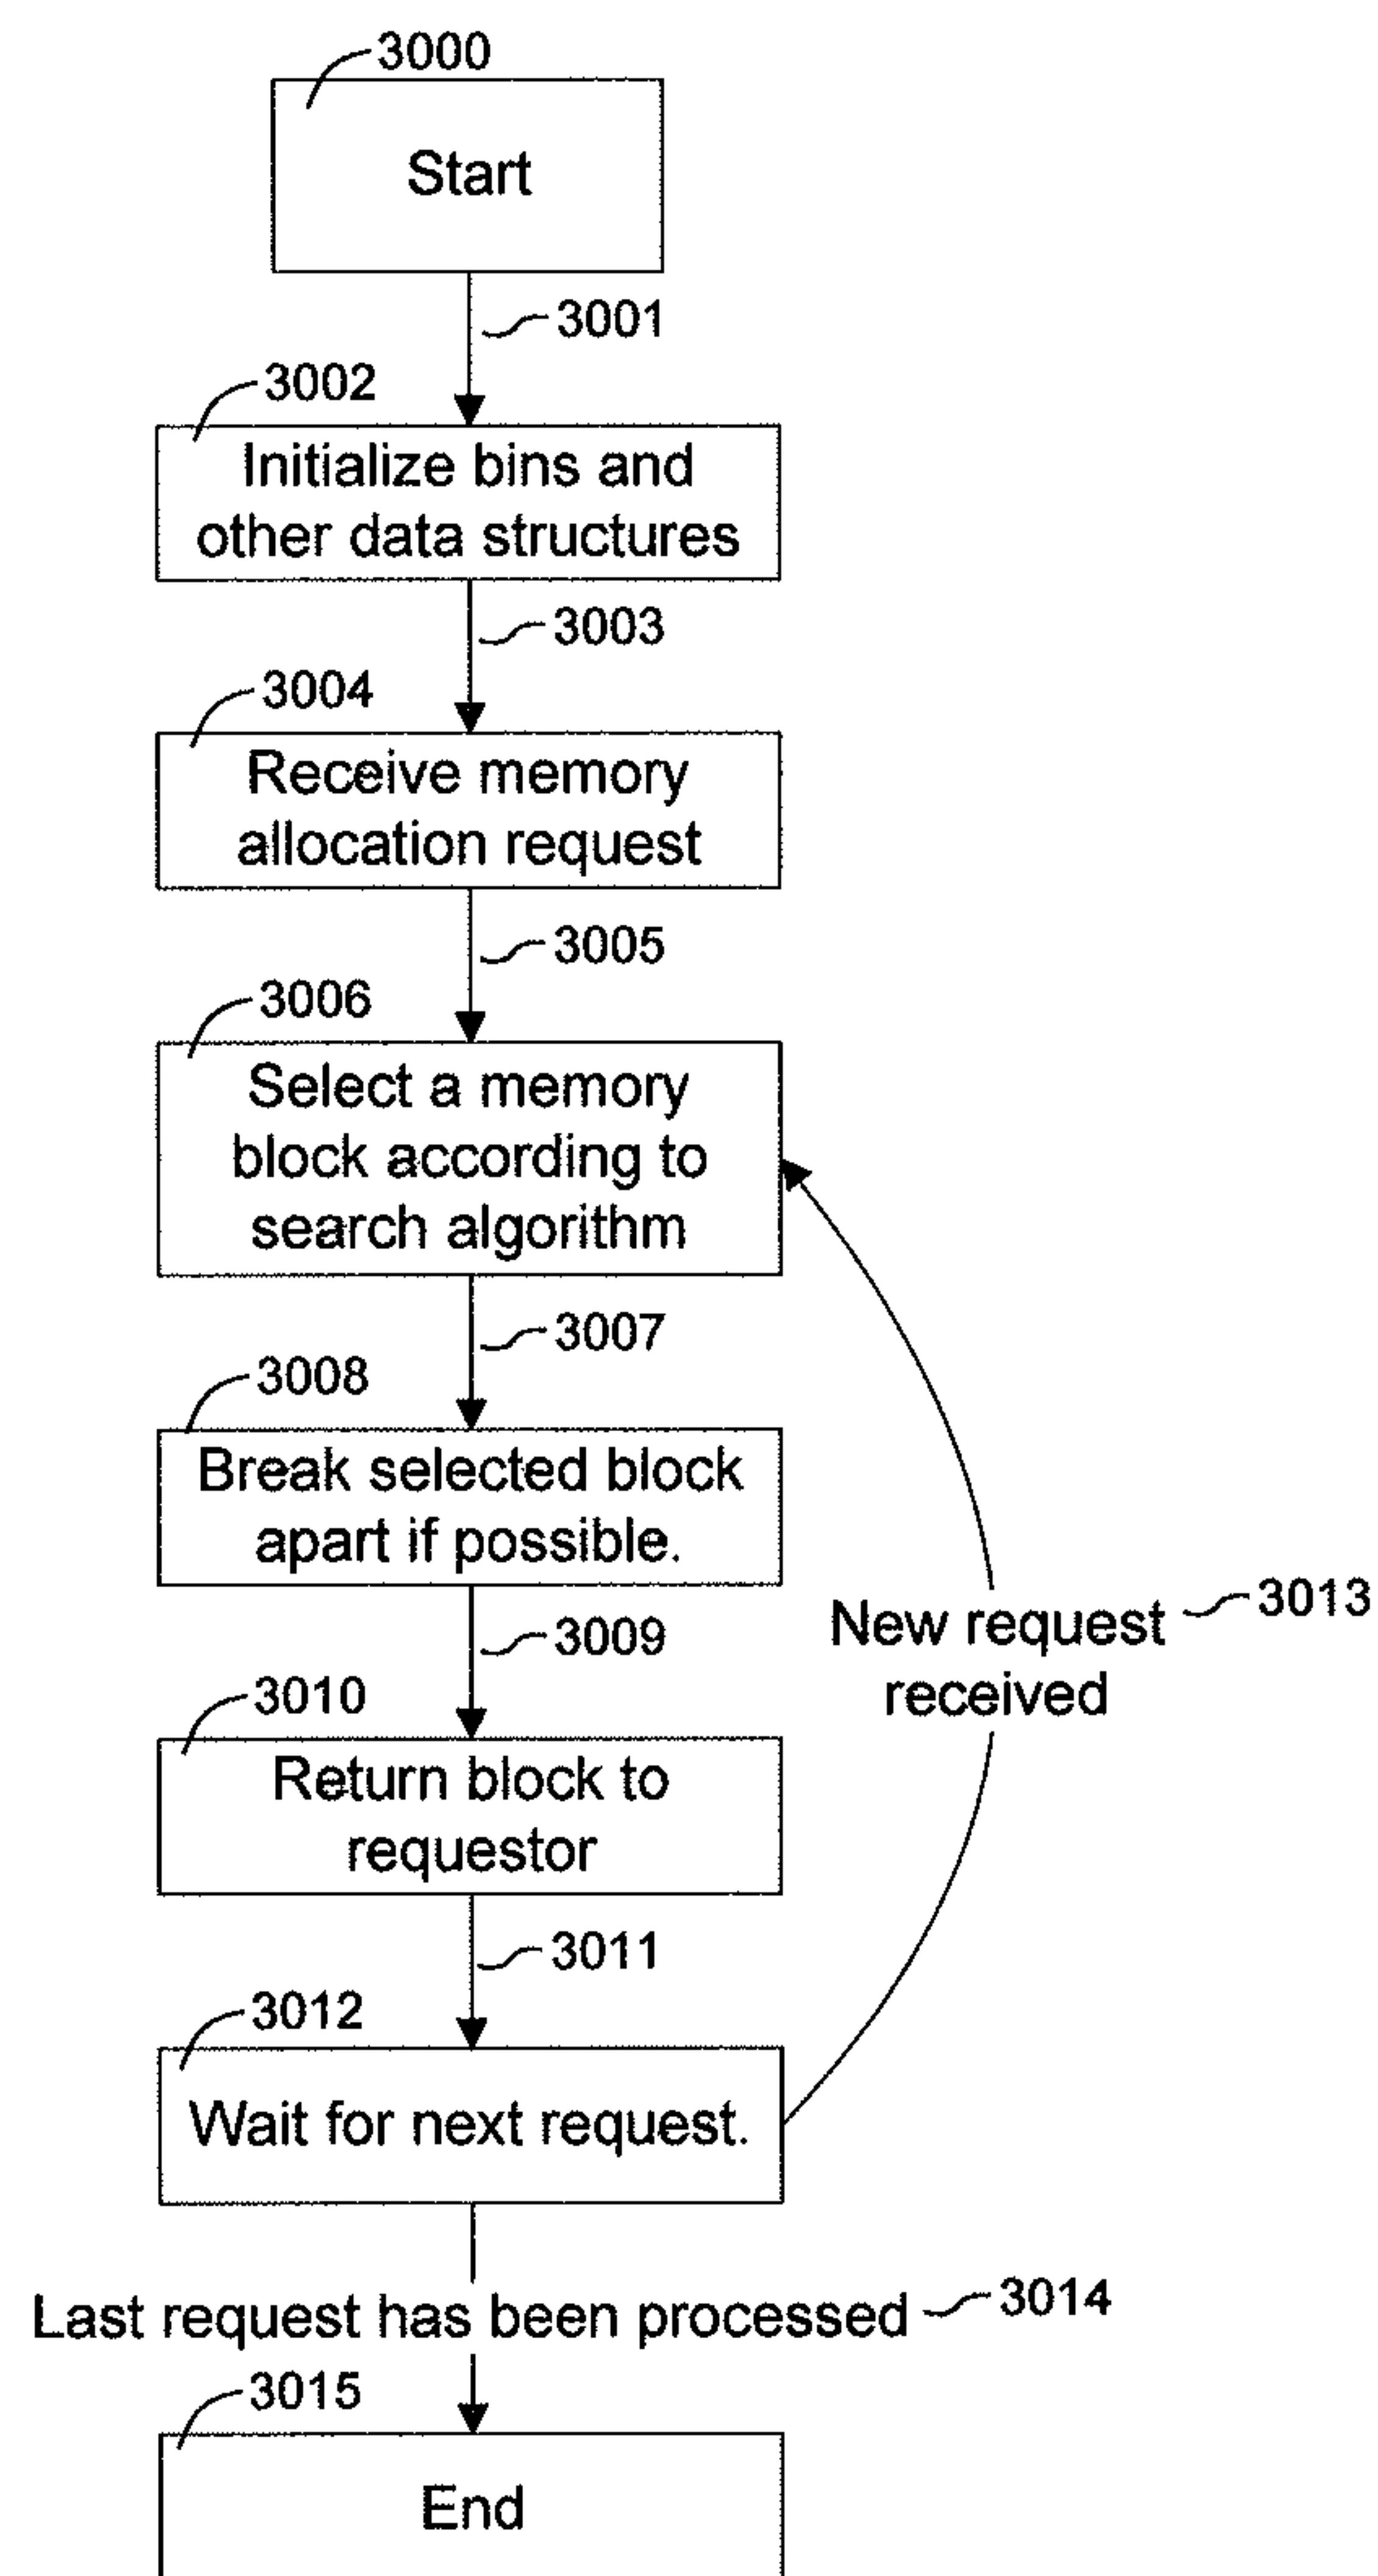 3000
Start
3001
3002
Initialize bins and
other data structures
3003
3004
Receive memory
allocation request
3005
3006
Select a memory
block according to
search algorithm
3007
3008
Break selected block
apart if possible.
3009
New request
received
3013
3010
Return block to
requestor
3011
3012
Wait for next request.
Last request has been processed
3014
3015
End